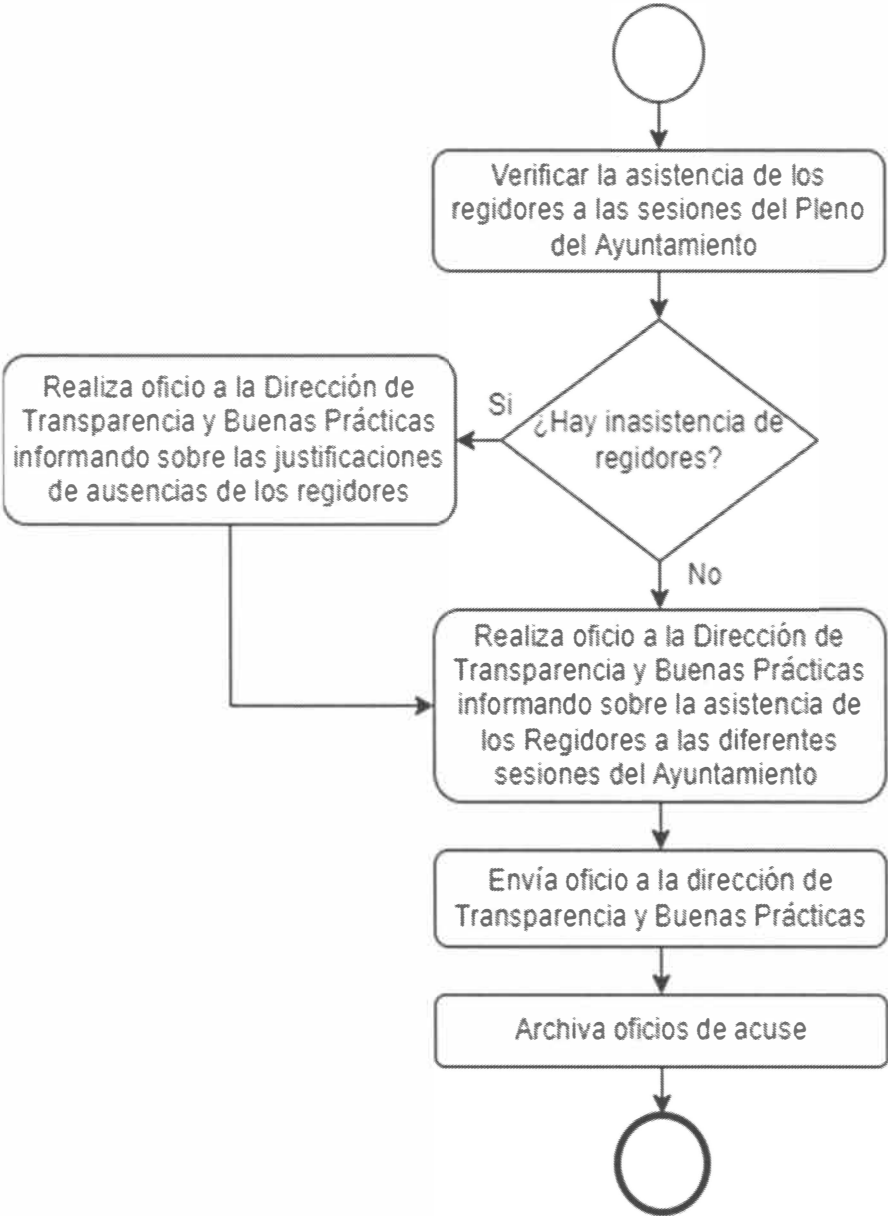 Verificar la asistencia de los
regidores a las sesiones del Pleno
del Ayuntamiento
¿Hay inasistencia de
regidores?
Si
Realiza oficio a la Dirección de
Transparencia y Buenas Prácticas
informando sobre las justificaciones
de ausencias de los regidores
No
Realiza oficio a la Dirección de
Transparencia y Buenas Prácticas
informando sobre la asistencia de
los Regidores a las diferentes
sesiones del Ayuntamiento
Envía oficio a la dirección de
Transparencia y Buenas Prácticas
Archiva oficios de acuse